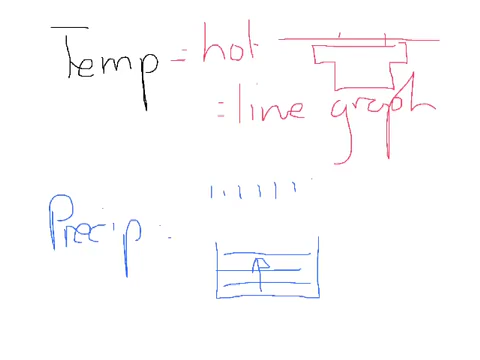 Temp = hot
= line graph
Precip :